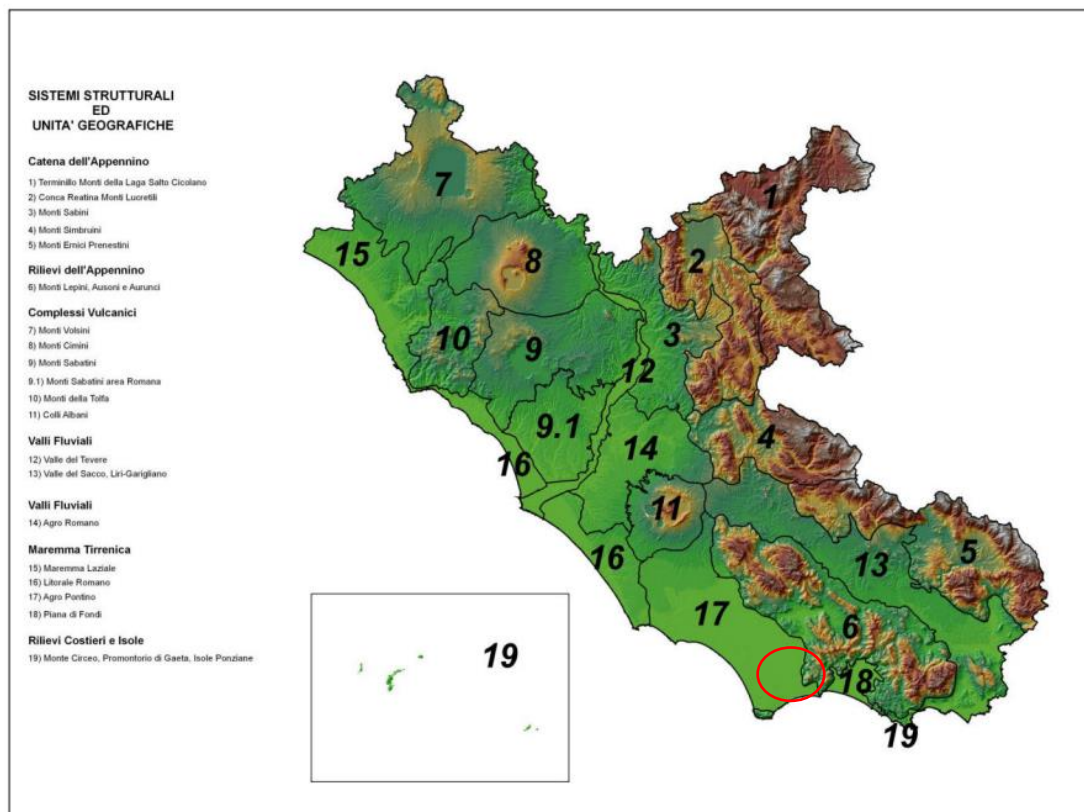 SISTEMI STRUTTURALI
ED
UNITA' GEOGRAFICHE
Catena dell'Appennino
1) Terminillo Monti della Laga Salto Cicolano
2) Conca Reatina Monti Lucretili
3) Monti Sabini
4) Monti Simbruini
5) Monti Ernici Prenestini
Rilievi dell'Appennino
6) Monti Lepini, Ausoni e Aurunci
Complessi Vulcanici
7) Monti Volsini
8) Monti Cimini
9) Monti Sabatini
9.1) Monti Sabatini area Romana
10) Monti della Tolfa
11) Colli Albani
Valli Fluviali
12) Valle del Tevere
13) Valle del Sacco, Liri-Garigliano
Valli Fluviali
14) Agro Romano
Maremma Tirrenica
15) Maremma Laziale
16) Litorale Romano
17) Agro Pontino
18) Piana di Fondi
Rilievi Costieri e Isole
19) Monte Circeo, Promontorio di Gaeta, Isole Ponziane
7
1
15
8
2
10
9
3
12
9.1
4
14
16
11
16
13
5
17
6
19
18
19